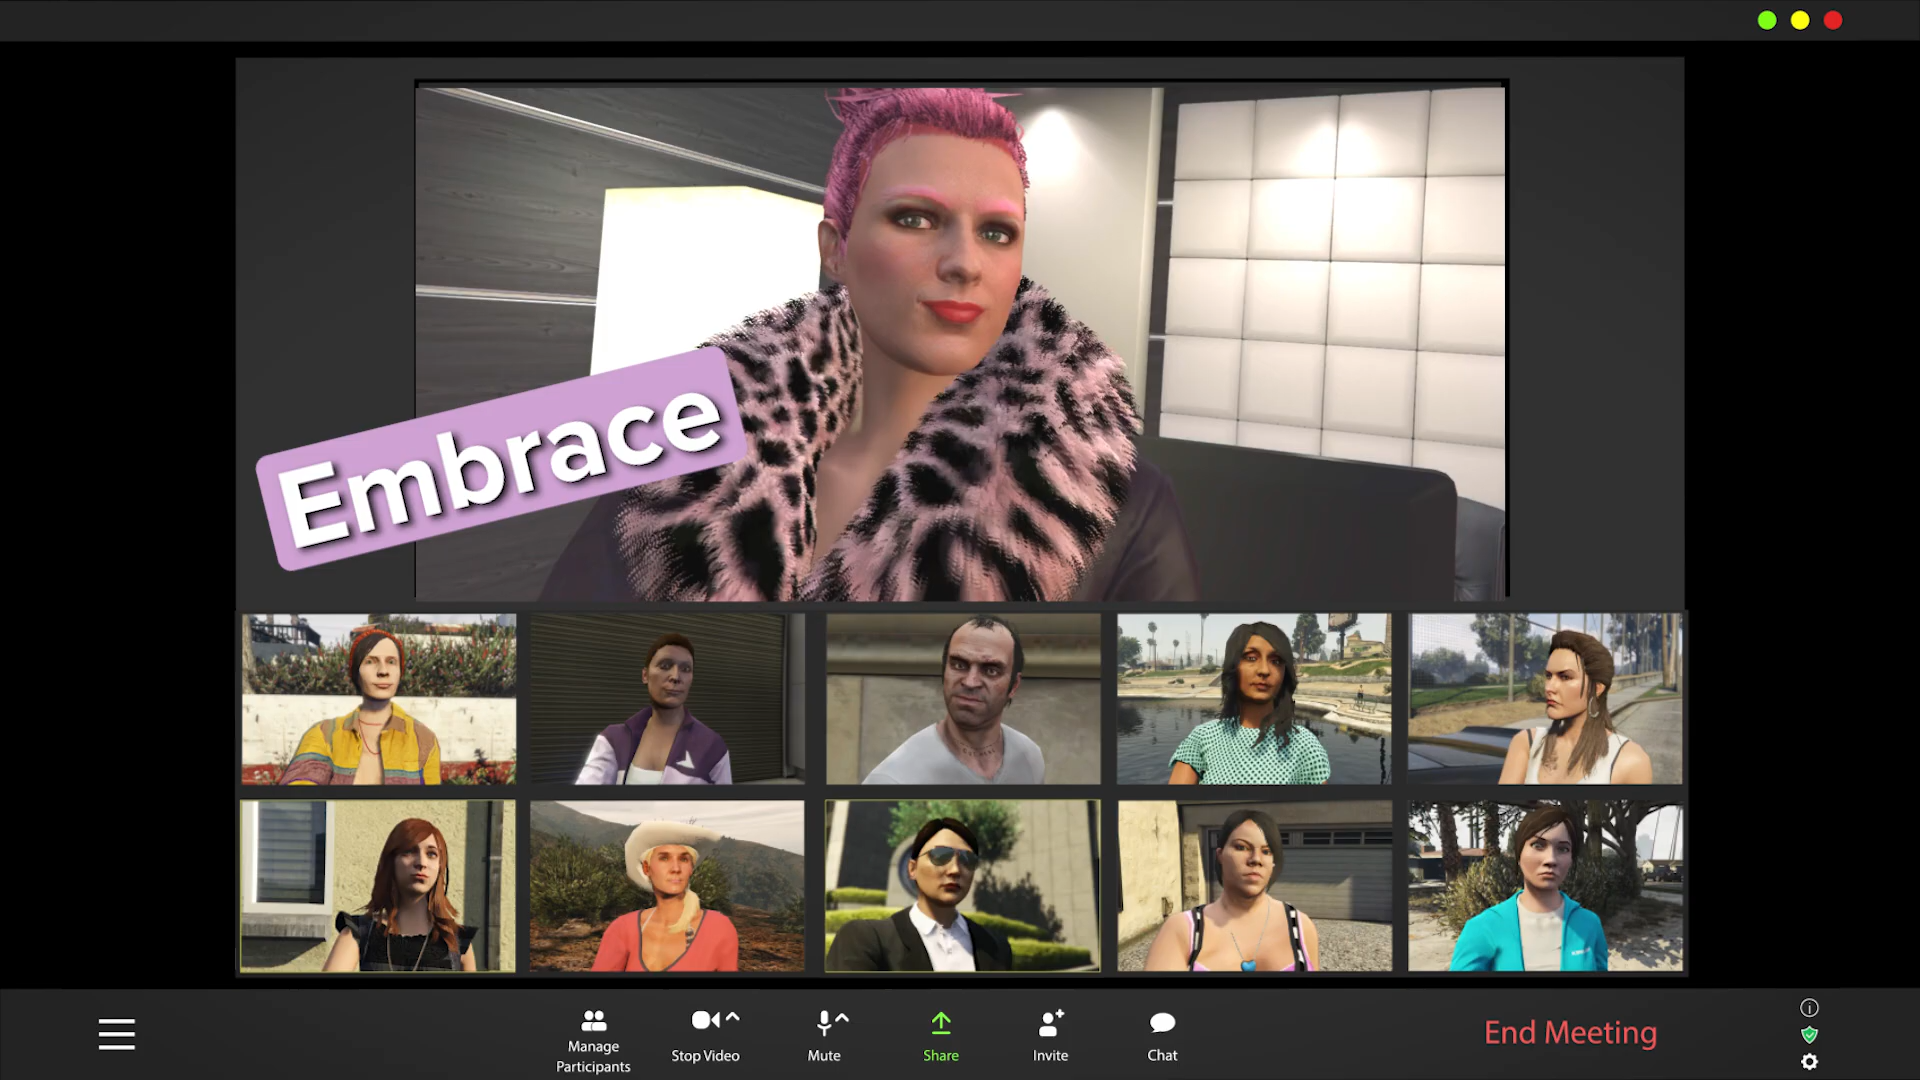 Embrace
Manage
Participants
Stop Video
Mute
Share
Invite
Chat
End Meeting